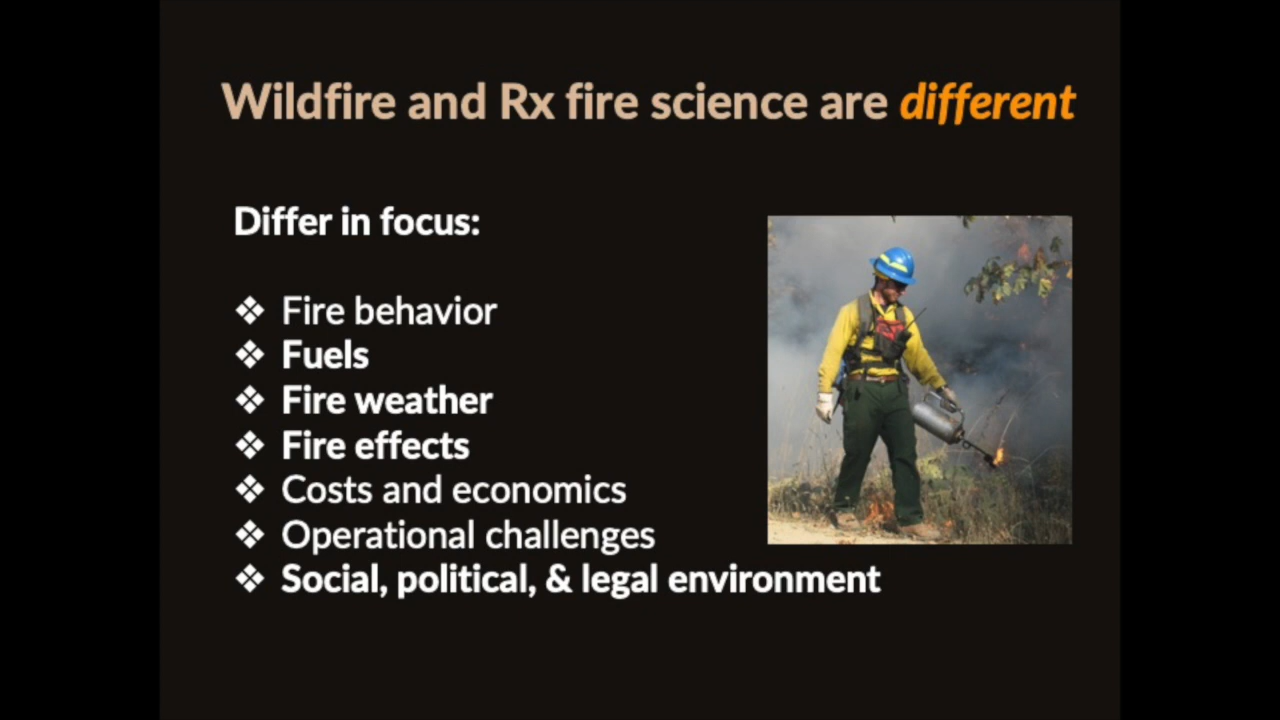 Wildfire and Rx fire science are different
Differ in focus:
❖ Fire behavior
❖ Fuels
❖ Fire weather
❖ Fire effects
❖ Costs and economics
❖ Operational challenges
❖ Social, political, & legal environment